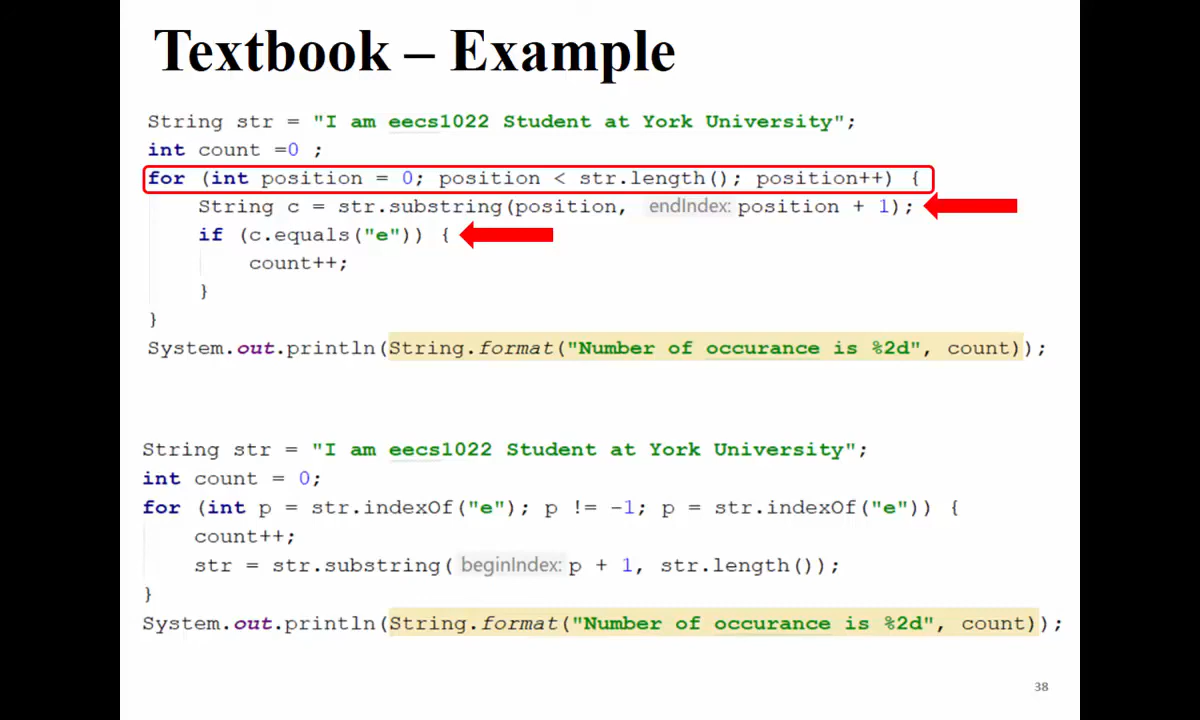 Textbook – Example
String str = "I am eecs1022 Student at York University";
int count =0 ;
for (int position = 0; position < str.length(); position++) {
String c = str.substring(position, endIndex: position + 1);
if (c.equals("e")) {
count++;
}
}
System.out.println(String.format("Number of occurance is %2d", count));
String str = "I am eecs1022 Student at York University";
int count = 0;
for (int p = str.indexOf("e"); p != -1; p = str.indexOf("e")) {
count++;
str = str.substring( beginIndex: p + 1, str.length());
}
System.out.println(String.format("Number of occurance is %2d", count));
38